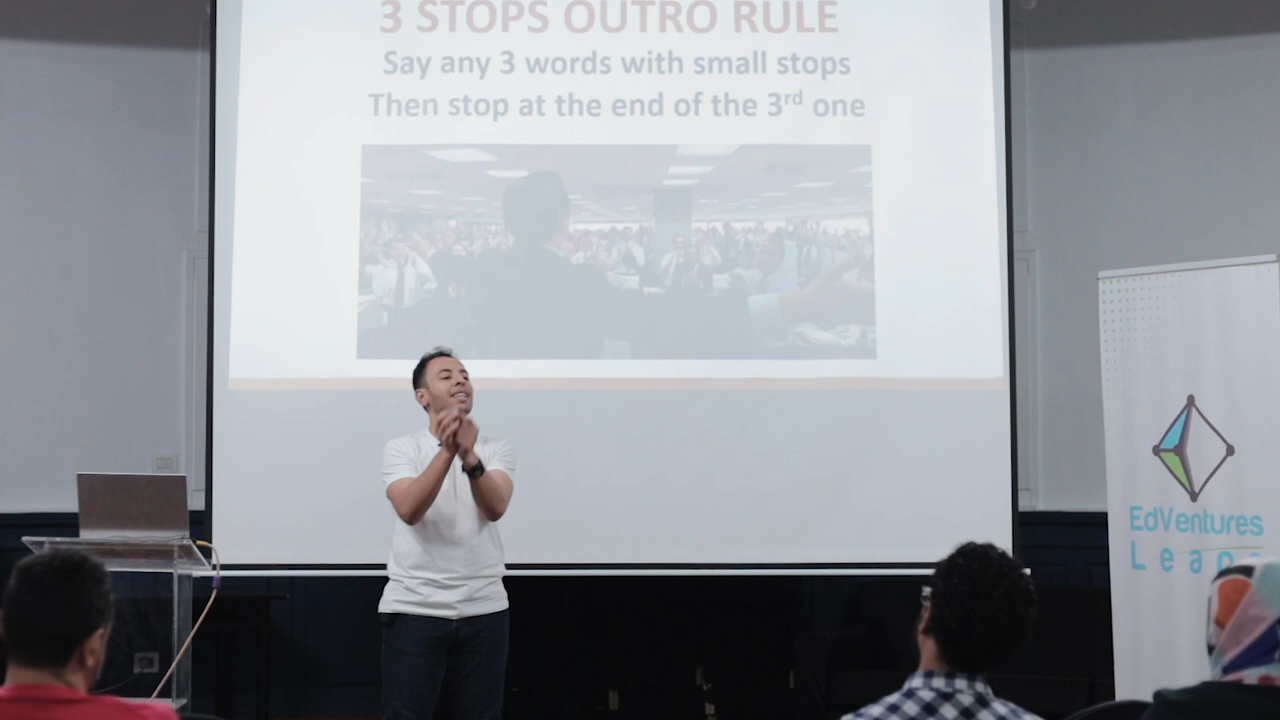 3 STOPS OUTRO RULE
Say any 3 words with small stops
Then stop at the end of the 3rd one
EdVentures